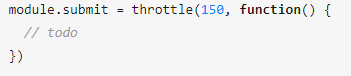 module.submit = throttle(150, function() {
  // todo
})